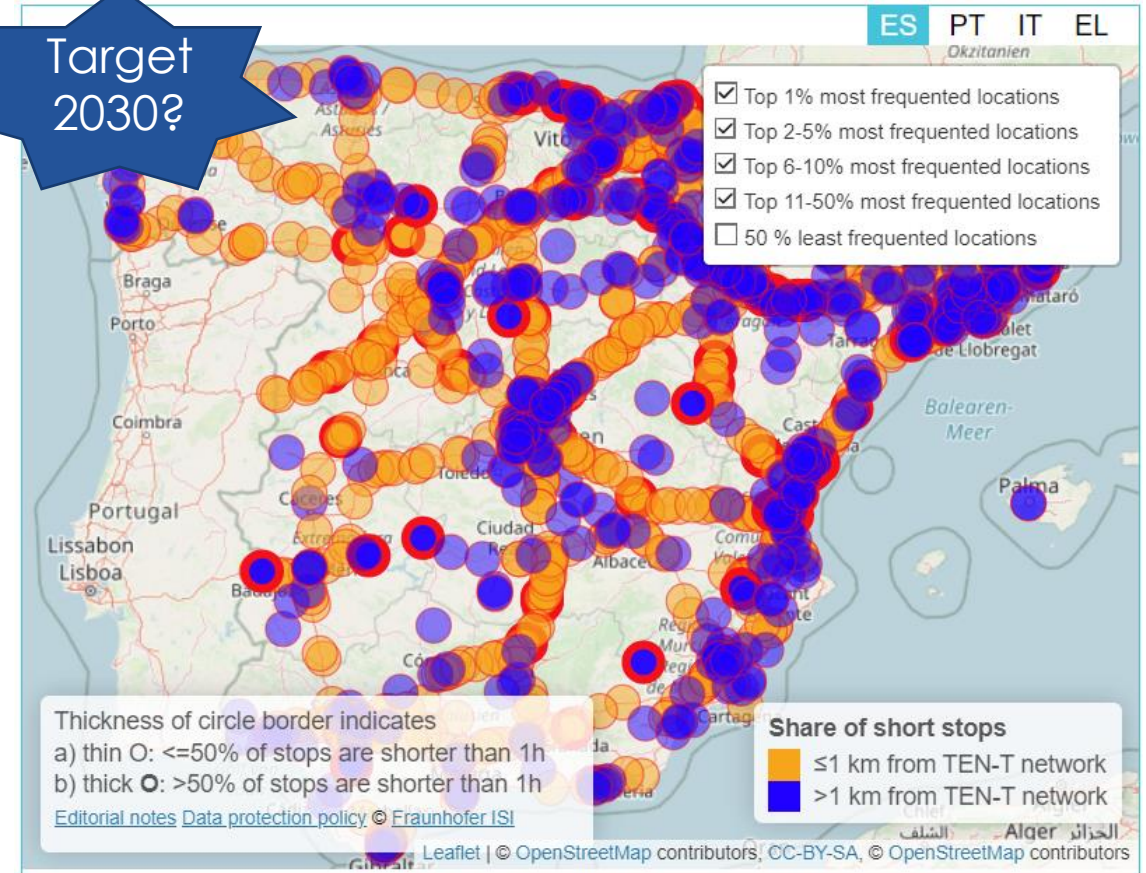 Target
2030?
ES PT IT EL
Okzitanien
Top 1% most frequented locations
Top 2-5% most frequented locations
Top 6-10% most frequented locations
Top 11-50% most frequented locations
50 % least frequented locations
Asturies
Braga
Porto
Mataró
de Llobregat
Balearen-
Meer
Coimbra
Palma
Toledo
Cáceres
Portugal
Ciudad
Extremadura
Lissabon
Lisboa
Thickness of circle border indicates
a) thin O: <=50% of stops are shorter than 1h
b) thick O: >50% of stops are shorter than 1h
Editorial notes Data protection policy © Fraunhofer ISI
Share of short stops
≤1 km from TEN-T network
>1 km from TEN-T network
الشلف
Alger الجزائر
Gibraltar
Leaflet | © OpenStreetMap contributors, CC-BY-SA, © OpenStreetMap contributors